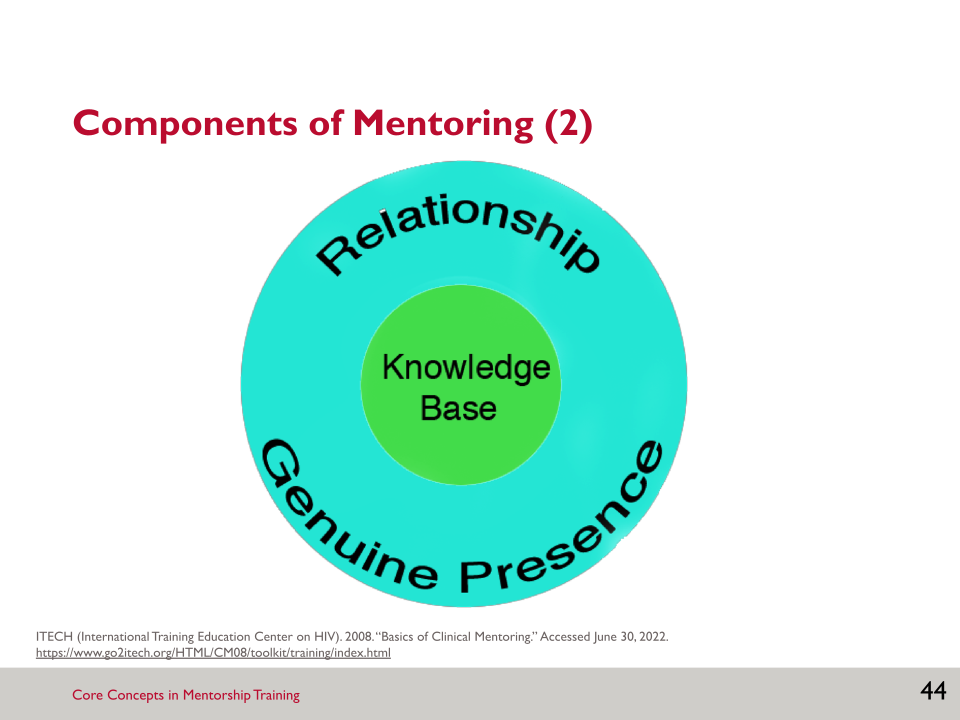 Components of Mentoring (2)
Relationship
Knowledge
Base
Genuine Presence
ITECH (International Training Education Center on HIV). 2008. “Basics of Clinical Mentoring.” Accessed June 30, 2022.
https://www.go2itech.org/HTML/CM08/toolkit/training/index.html
Core Concepts in Mentorship Training
44